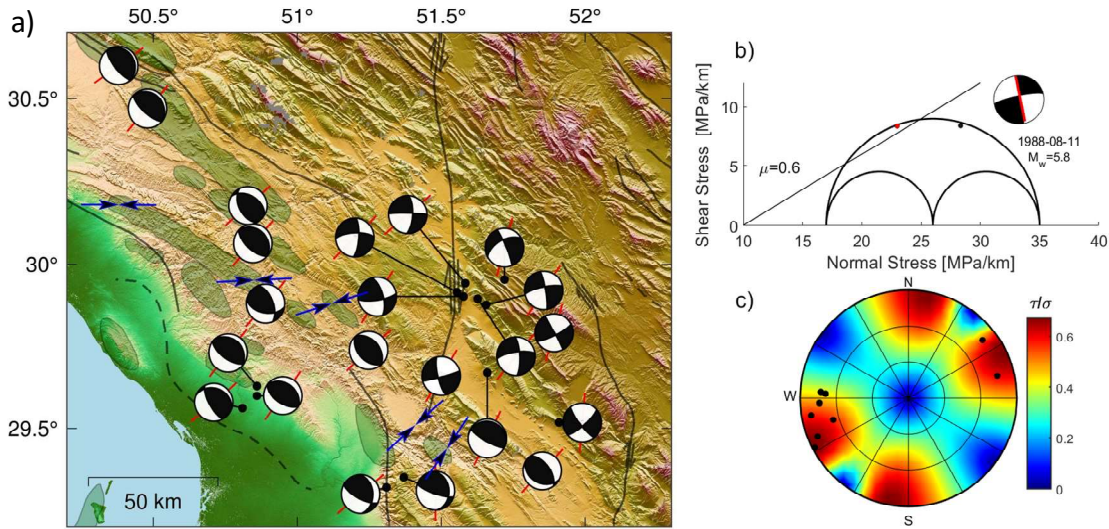 a)
50.5° 51° 51.5° 52°
30.5°
30°
29.5°
50 km
b)
Shear Stress [MPa/km]
10
5
0
μ=0.6
1988-08-11
Mw=5.8
10 15 20 25 30 35 40
Normal Stress [MPa/km]
c)
N
W
S
τ/σ
0.6
0.4
0.2
0